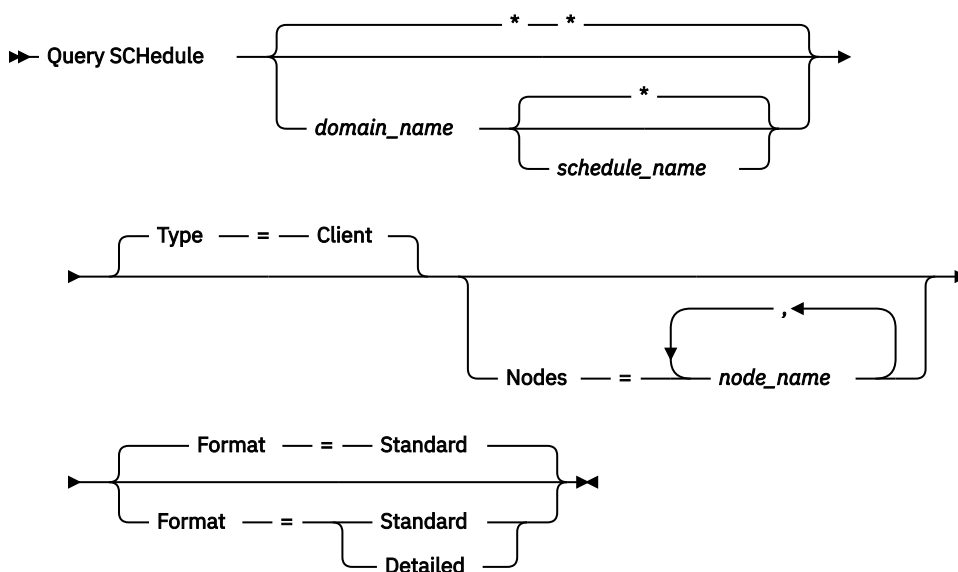 * *
Query SCHedule
*
domain_name
schedule_name
Type = Client
,
Nodes = node_name
Format = Standard
Format = Standard
Detailed